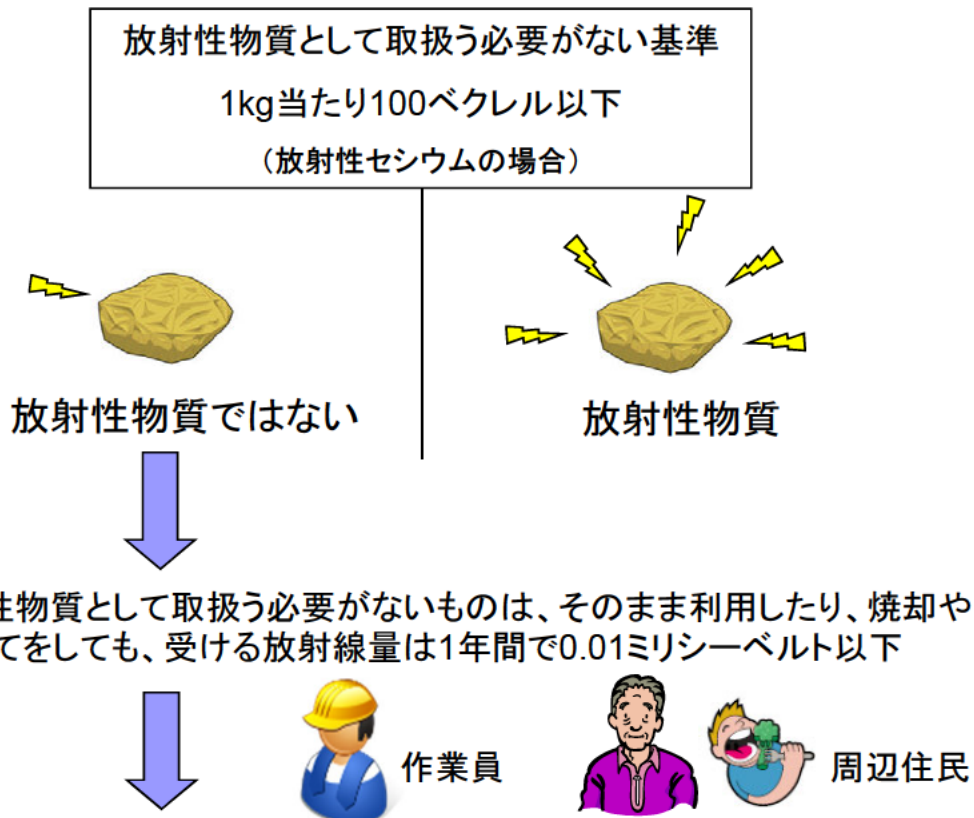 放射性物質として取扱う必要がない基準
1kg当たり100ベクレル以下
（放射性セシウムの場合）
放射性物質ではない
放射性物質
性物質として取扱う必要がないものは、そのまま利用したり、焼却や
てをしても、受ける放射線量は1年間で0.01ミリシーベルト以下
作業員
周辺住民